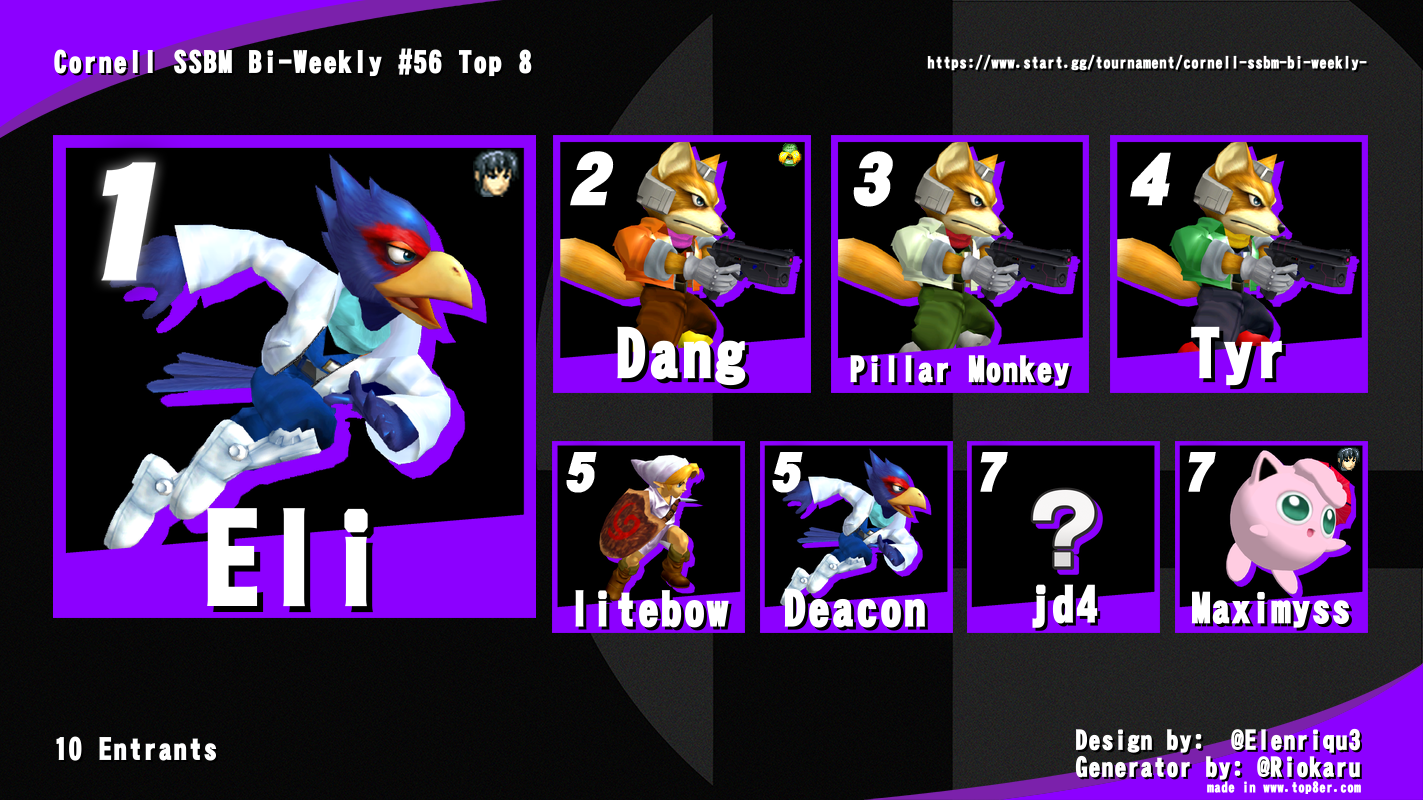 Cornell SSBM Bi-Weekly #56 Top 8
https://www.start.gg/tournament/cornell-ssbm-bi-weekly-
1
Eli
2
Dang
3
Pillar Monkey
4
Tyr
5
litebow
5
Deacon
7
?
jd4
7
Maximyss
10 Entrants
Design by: @Elenriqu3
Generator by: @Riokaru
made in www.top8er.com